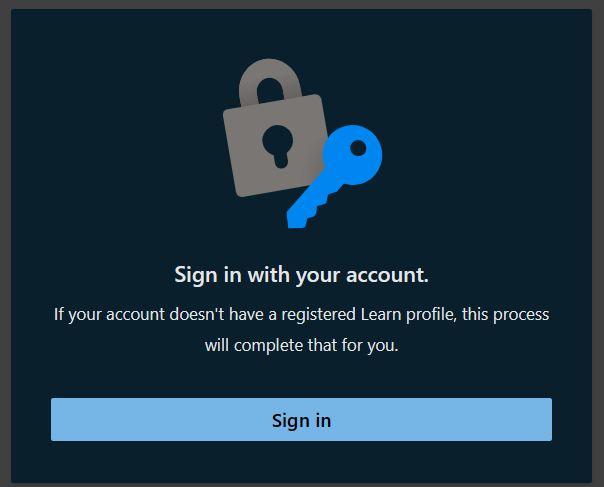 Sign in with your account.
If your account doesn't have a registered Learn profile, this process
will complete that for you.
Sign in